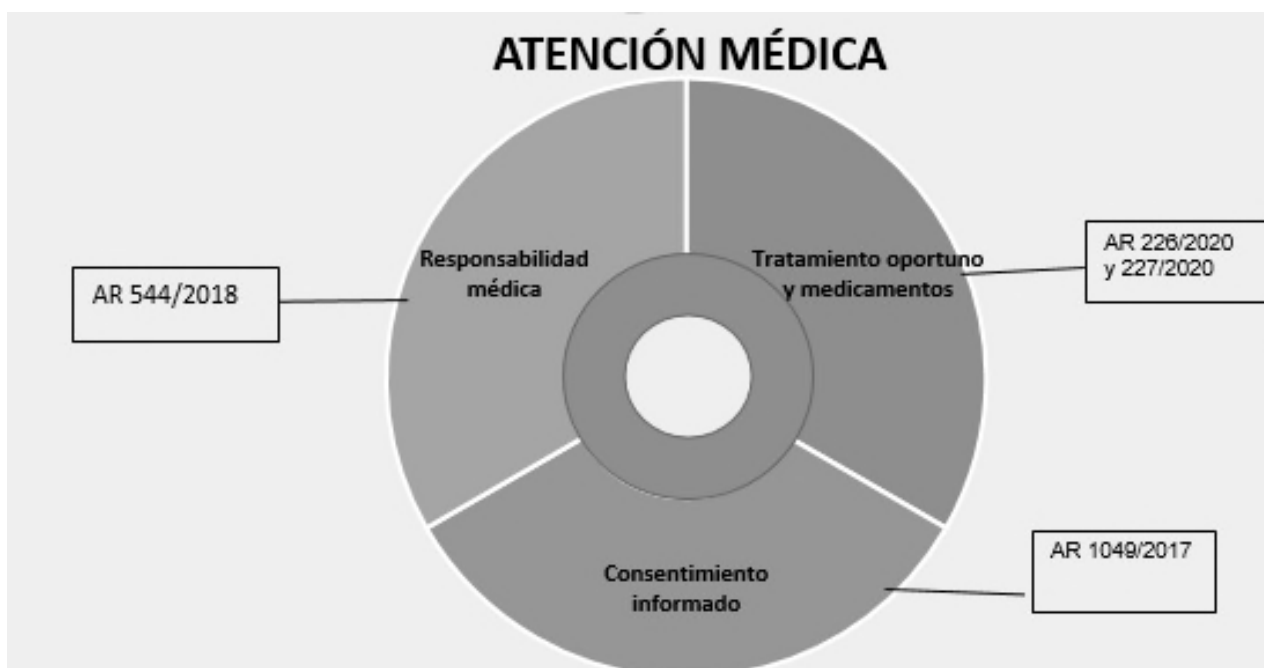 ATENCIÓN MÉDICA
Responsabilidad
médica
AR 544/2018
Tratamiento oportuno
y medicamentos
AR 226/2020
y 227/2020
Consentimiento
informado
AR 1049/2017